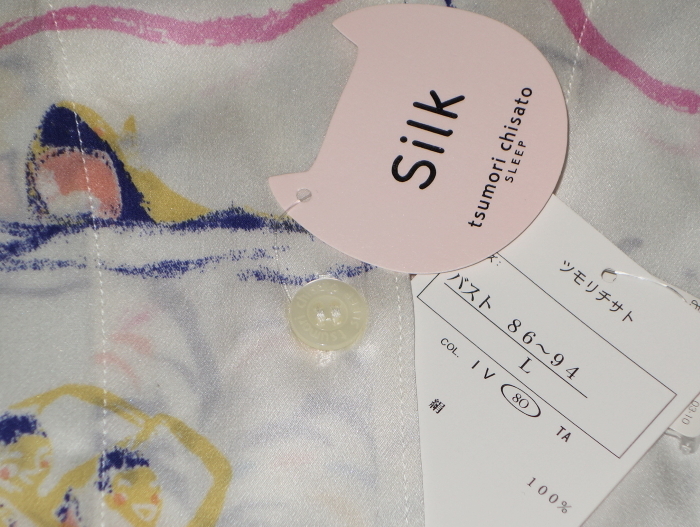 Silk
tsumori chisato
SLEEP
ツモリチサト
バスト 86〜94
L
COL. IV 80 TA
絹 100%